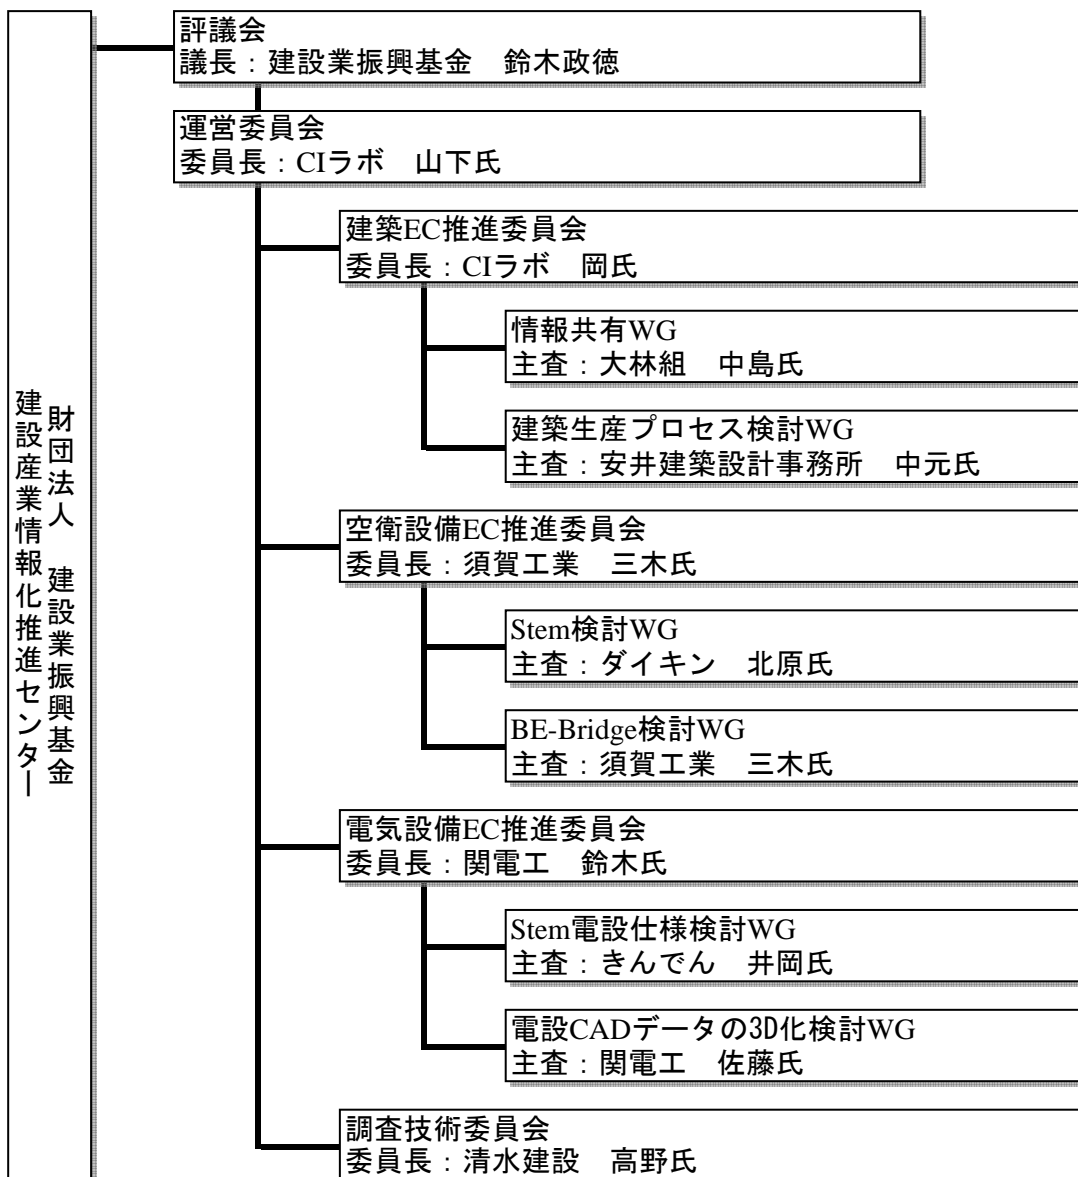 財団法人　建設業振興基金
建設産業情報化推進センター
評議会
議長：建設業振興基金　鈴木政徳
運営委員会
委員長：CIラボ　山下氏
建築EC推進委員会
委員長：CIラボ　岡氏
情報共有WG
主査：大林組　中島氏
建築生産プロセス検討WG
主査：安井建築設計事務所　中元氏
空衛設備EC推進委員会
委員長：須賀工業　三木氏
Stem検討WG
主査：ダイキン　北原氏
BE-Bridge検討WG
主査：須賀工業　三木氏
電気設備EC推進委員会
委員長：関電工　鈴木氏
Stem電設仕様検討WG
主査：きんでん　井岡氏
電設CADデータの3D化検討WG
主査：関電工　佐藤氏
調査技術委員会
委員長：清水建設　高野氏